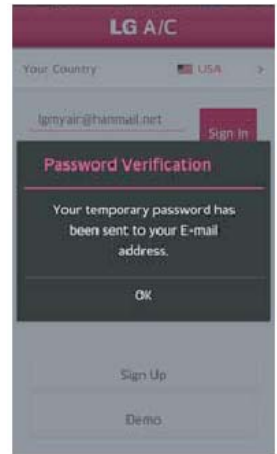 LG A/C
Your Country USA >
lgmyair@hanmail.net
Sign In
Password Verification
Your temporary password has
been sent to your E-mail
address.
OK
Sign Up
Demo